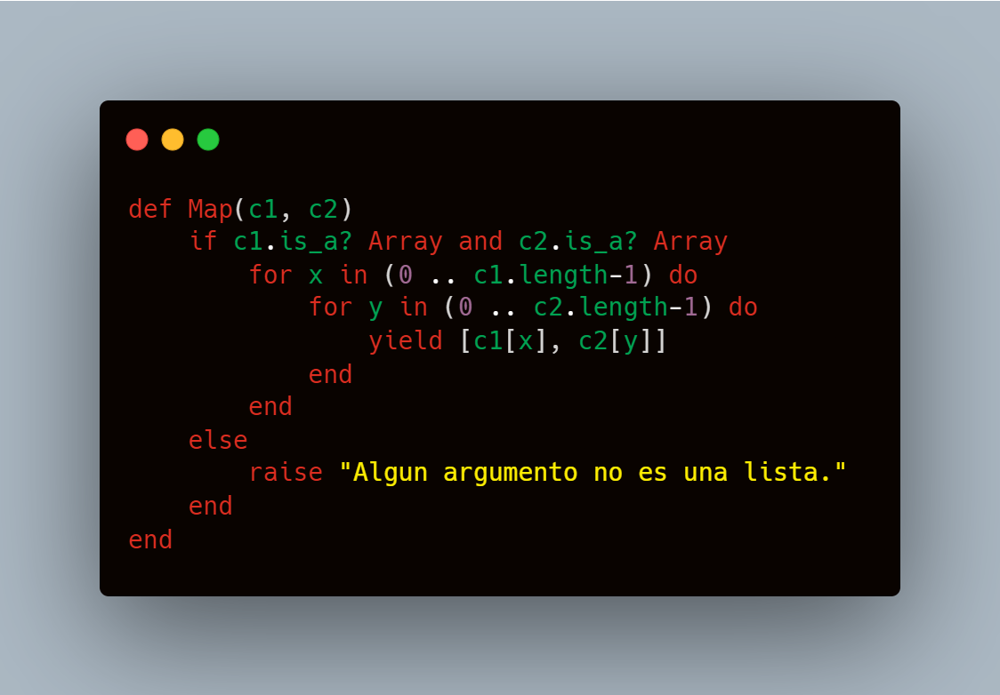 def Map(c1, c2)
    if c1.is_a? Array and c2.is_a? Array
        for x in (0 .. c1.length-1) do
            for y in (0 .. c2.length-1) do
                yield [c1[x], c2[y]]
            end
        end
    else
        raise "Algun argumento no es una lista."
    end
end